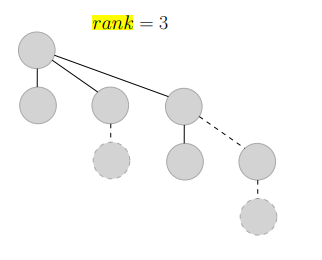 rank = 3